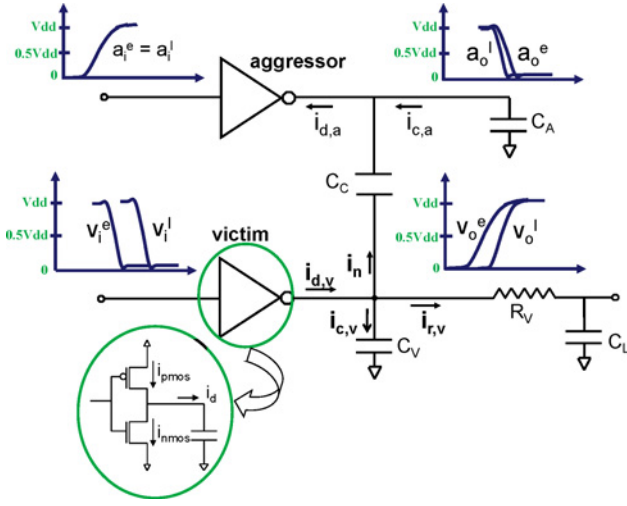 Vdd
0.5Vdd
0
a_i^e = a_i^l
aggressor
i_d,a
i_c,a
C_A
Vdd
0.5Vdd
0
a_o^l
a_o^e
C_C
Vdd
0.5Vdd
0
v_i^e
v_i^l
victim
i_d,v
i_n
Vdd
0.5Vdd
0
v_o^e
v_o^l
i_c,v
C_V
i_r,v
R_V
C_L
i_pmos
i_d
i_nmos